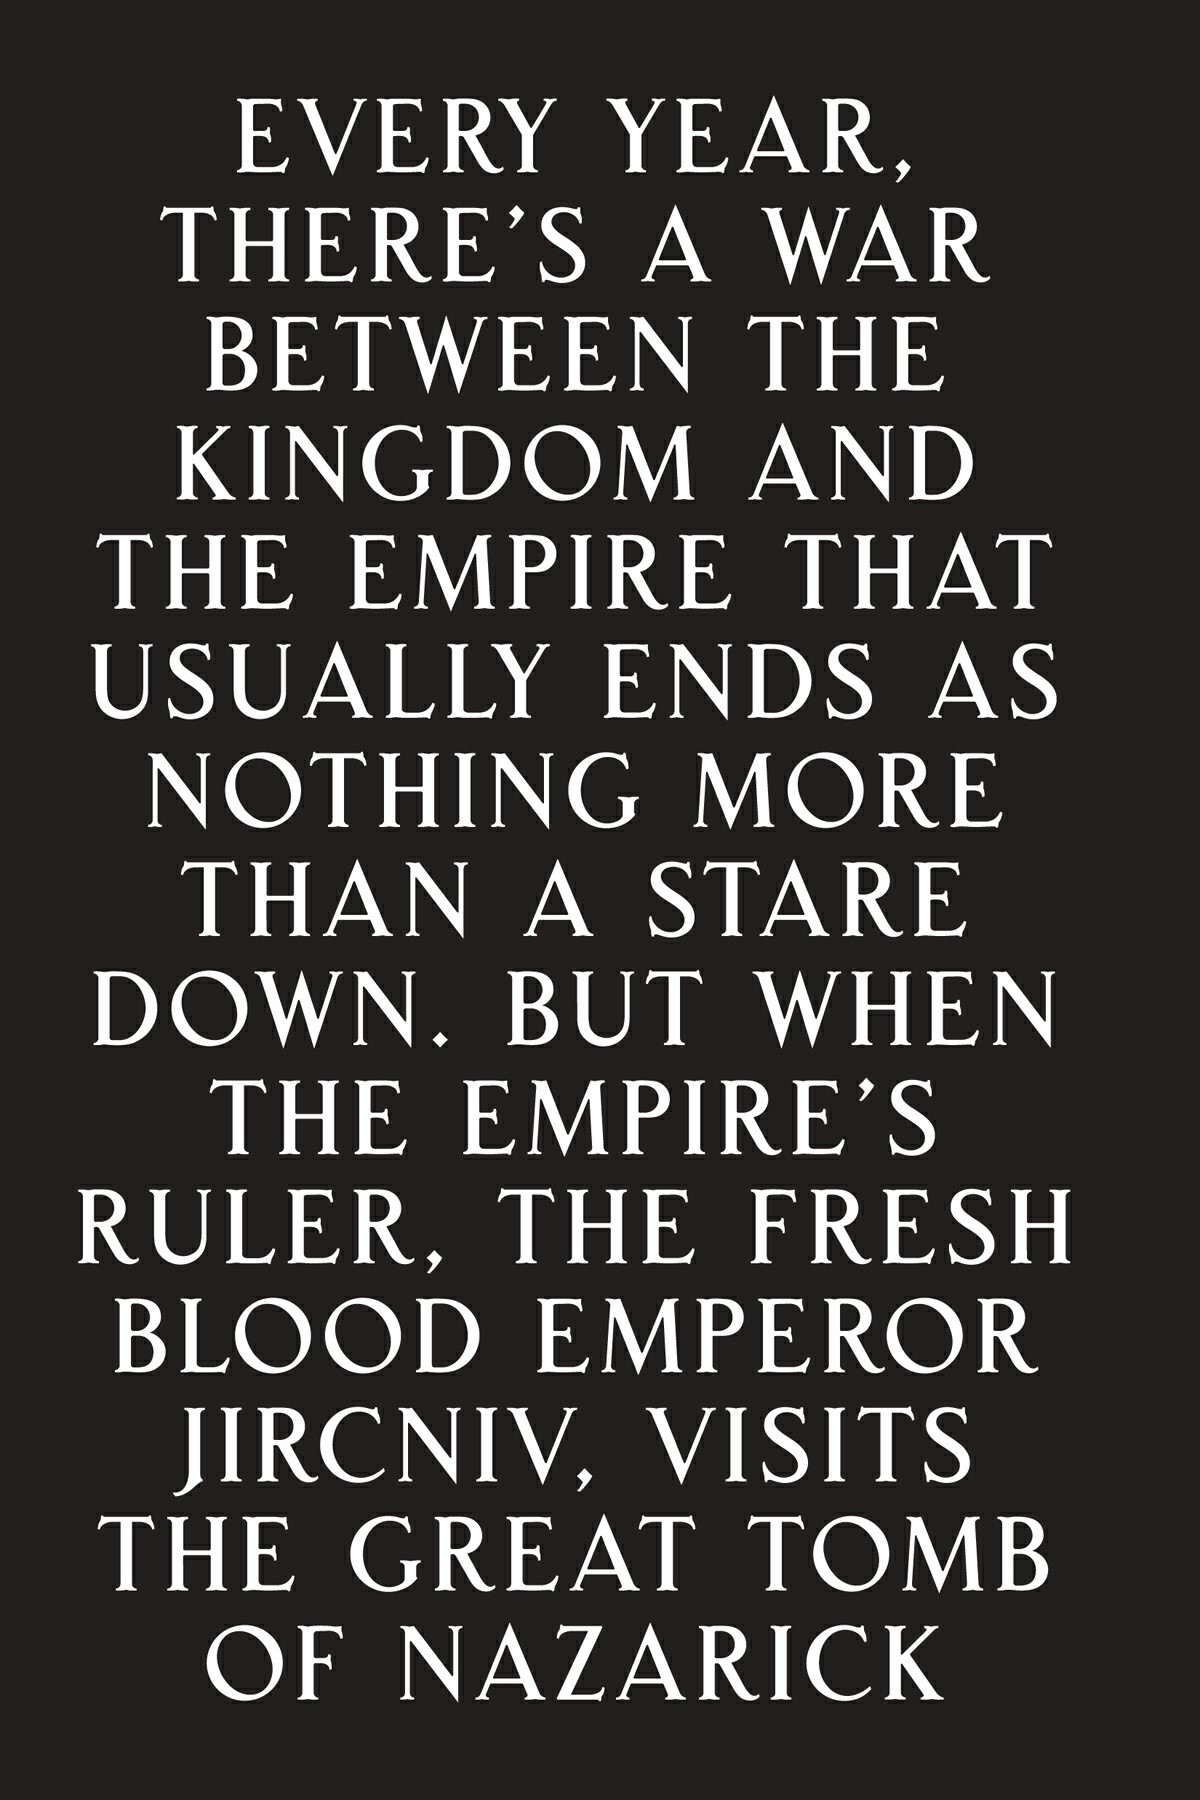 EVERY YEAR,
THERE’S A WAR
BETWEEN THE
KINGDOM AND
THE EMPIRE THAT
USUALLY ENDS AS
NOTHING MORE
THAN A STARE
DOWN. BUT WHEN
THE EMPIRE’S
RULER, THE FRESH
BLOOD EMPEROR
JIRCNIV, VISITS
THE GREAT TOMB
OF NAZARICK